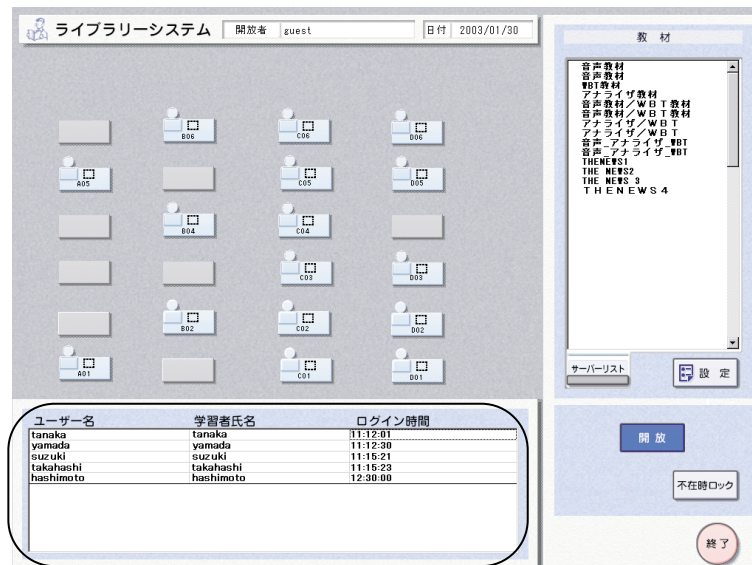 ライブラリーシステム 開放者 guest 日付 2003/01/30
教 材
音声教材
音声教材
WBT教材
アナライザ教材
音声教材／ＷＢＴ教材
音声教材／ＷＢＴ教材
アナライザ／ＷＢＴ
アナライザ／ＷＢＴ
音声_アナライザ_WBT
音声_アナライザ_WBT
THENEWS1
THE NEWS2
THE NEWS 3
ＴＨＥＮＥＷＳ４
B06 C06 D06
A05 C05 D05
B04 C04
C03 D03
B02 C02 D02
A01 C01 D01
サーバーリスト 設 定
ユーザー名 学習者氏名 ログイン時間
tanaka tanaka 11:12:01
yamada yamada 11:12:30
suzuki suzuki 11:15:21
takahashi takahashi 11:15:23
hashimoto hashimoto 12:30:00
開 放
不在時ロック
終了